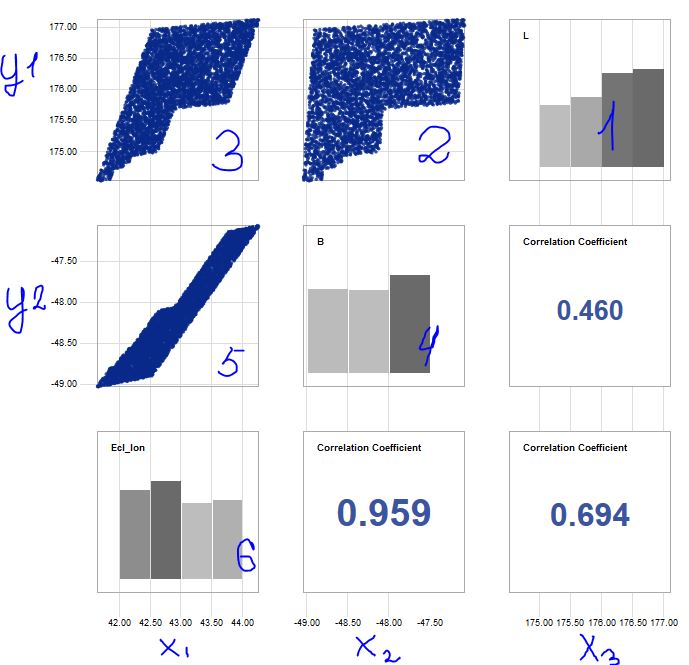 y1
177.00
176.50
176.00
175.50
175.00
3
2
L
1
y2
-47.50
-48.00
-48.50
-49.00
5
B
4
Correlation Coefficient
0.460
Ecl_lon
6
Correlation Coefficient
0.959
Correlation Coefficient
0.694
42.00 42.50 43.00 43.50 44.00
-49.00 -48.50 -48.00 -47.50
175.00 175.50 176.00 176.50 177.00
x1
x2
x3